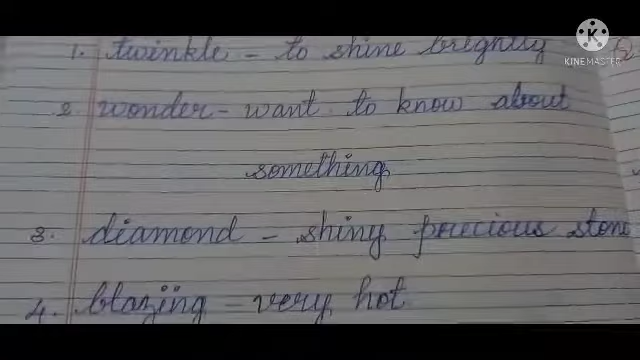 1. twinkle - to shine brightly
2. wonder - want to know about
something
3. diamond - shiny precious stone
4. blazing - very hot
KINEMASTER